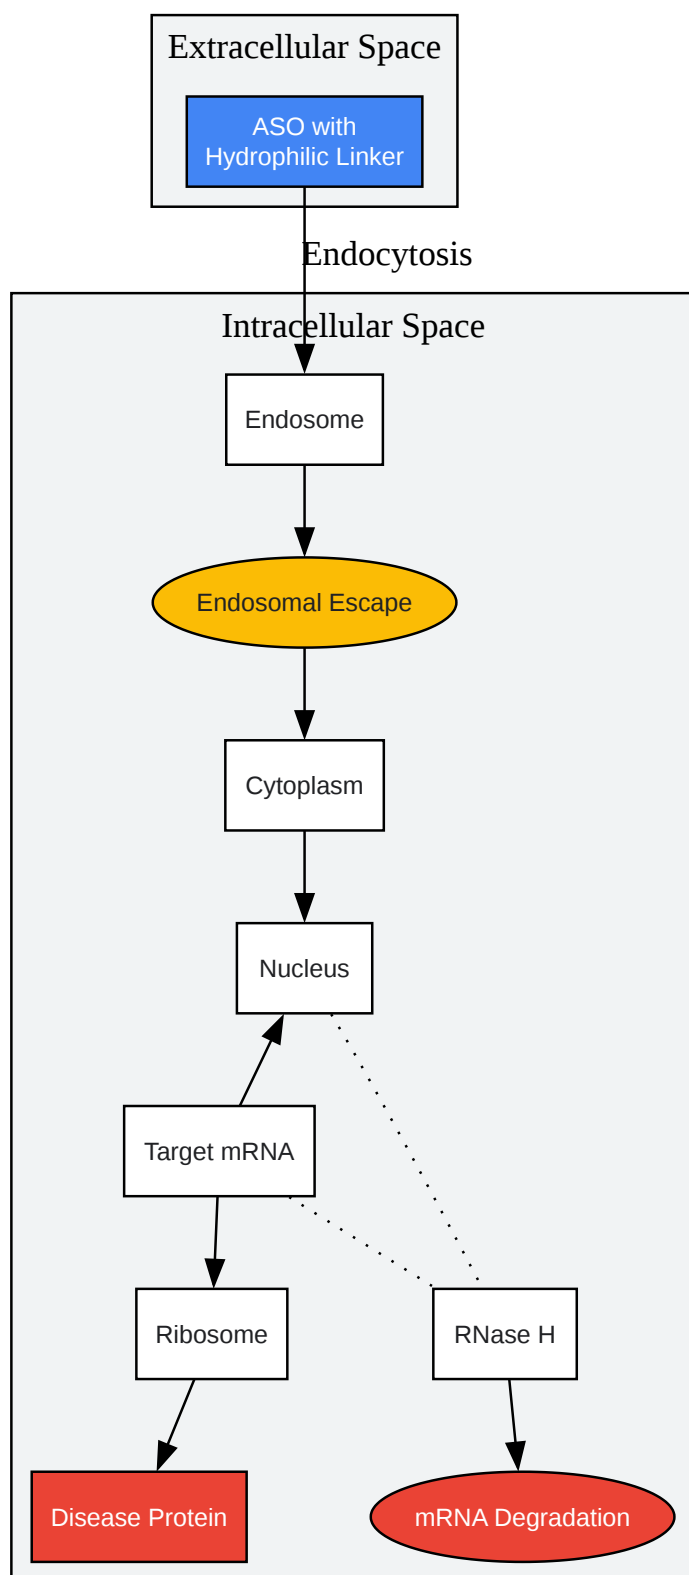 Extracellular Space
ASO with
Hydrophilic Linker
Endocytosis
Intracellular Space
Endosome
Endosomal Escape
Cytoplasm
Nucleus
Target mRNA
Ribosome
RNase H
Disease Protein
mRNA Degradation